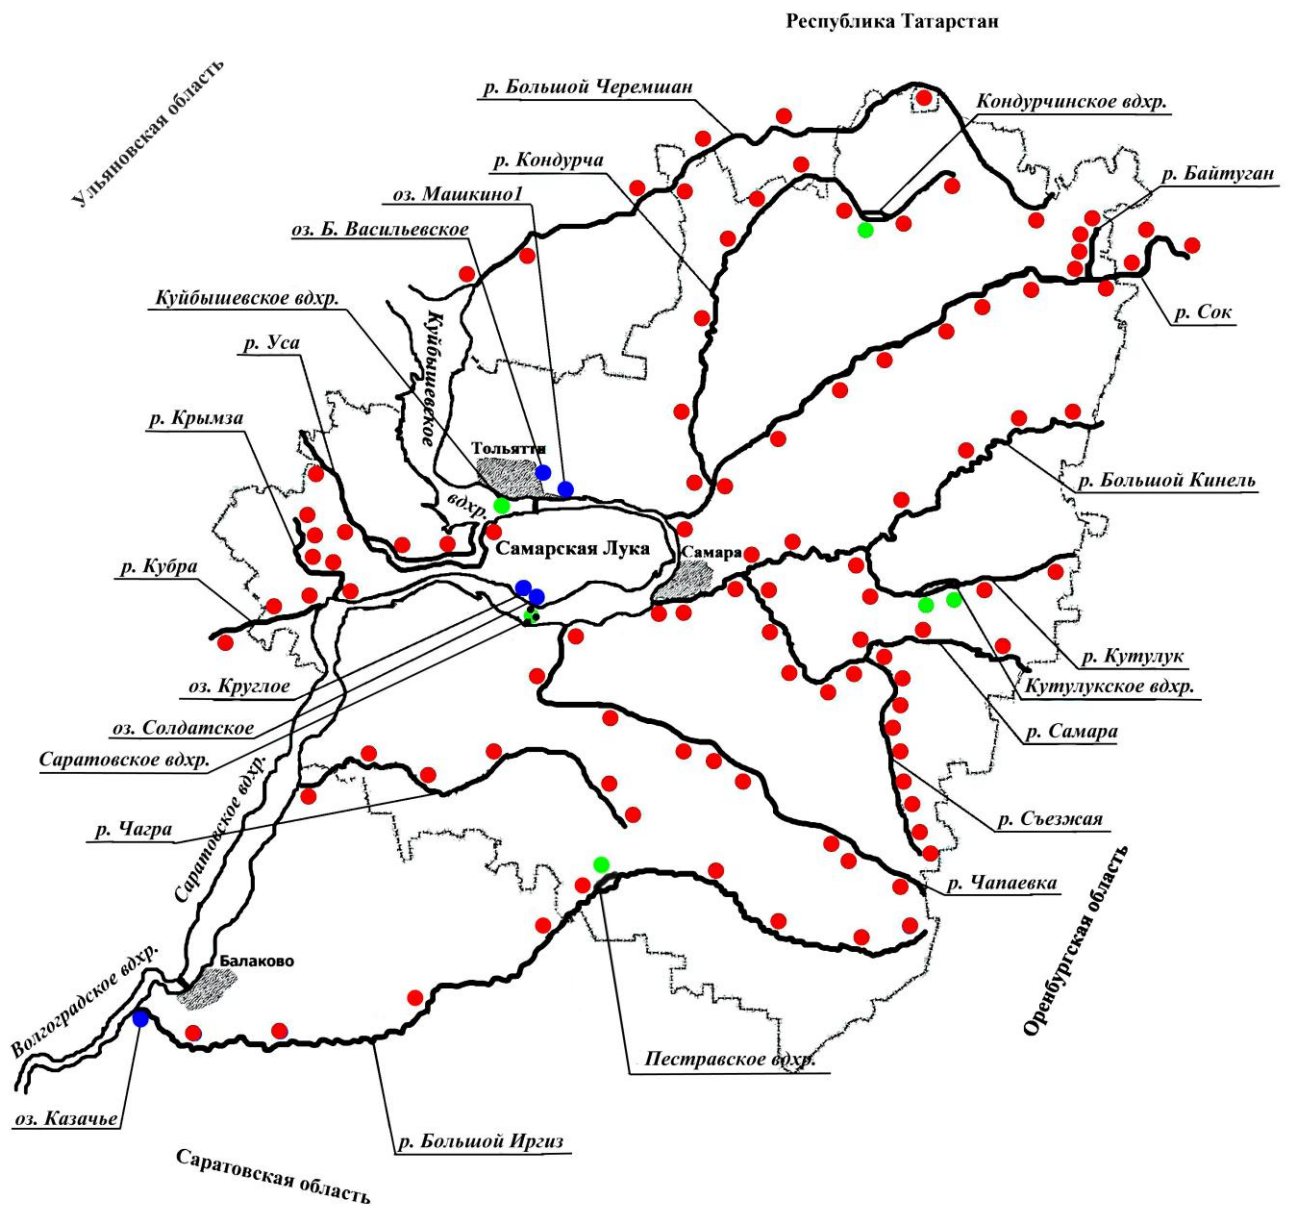 Республика Татарстан
Ульяновская область
р. Большой Черемшан
Кондурчинское вдхр.
р. Кондурча
р. Байтуган
оз. Машкино1
оз. Б. Васильевское
Куйбышевское вдхр.
р. Сок
р. Уса
Куйбышевское
вдхр.
р. Крымза
Тольятти
р. Большой Кинель
Самарская Лука
Самара
р. Кубра
р. Кутулук
оз. Круглое
Кутулукское вдхр.
оз. Солдатское
р. Самара
Саратовское вдхр.
Саратовское вдхр.
р. Чагра
р. Съезжая
р. Чапаевка
Оренбургская область
Балаково
Волгоградское вдхр.
Пестравское вдхр.
оз. Казачье
р. Большой Иргиз
Саратовская область